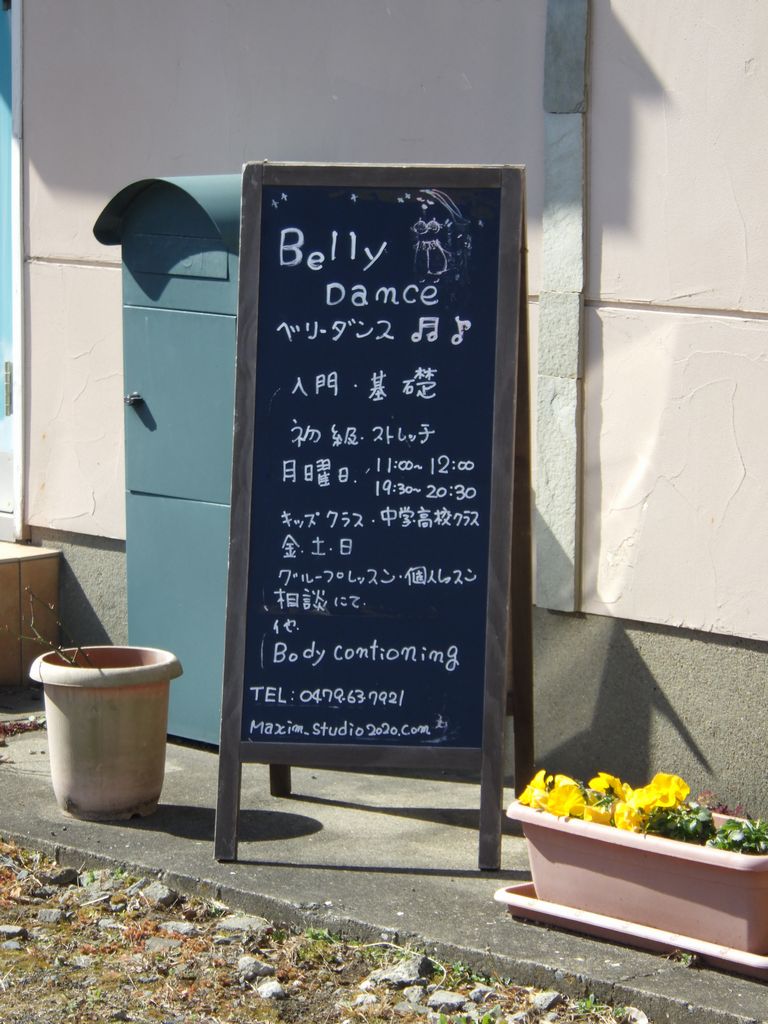 Belly
Dance
ベリーダンス
入門・基礎
初級・ストレッチ
月日曜日. 11:00~12:00
19:30~20:30
キッズクラス・中学高校クラス
金.土.日
グループレッスン・個人レッスン
相談にて.
他.
Body contioning
TEL:0479.63.7921
Maxim_studio2020.com